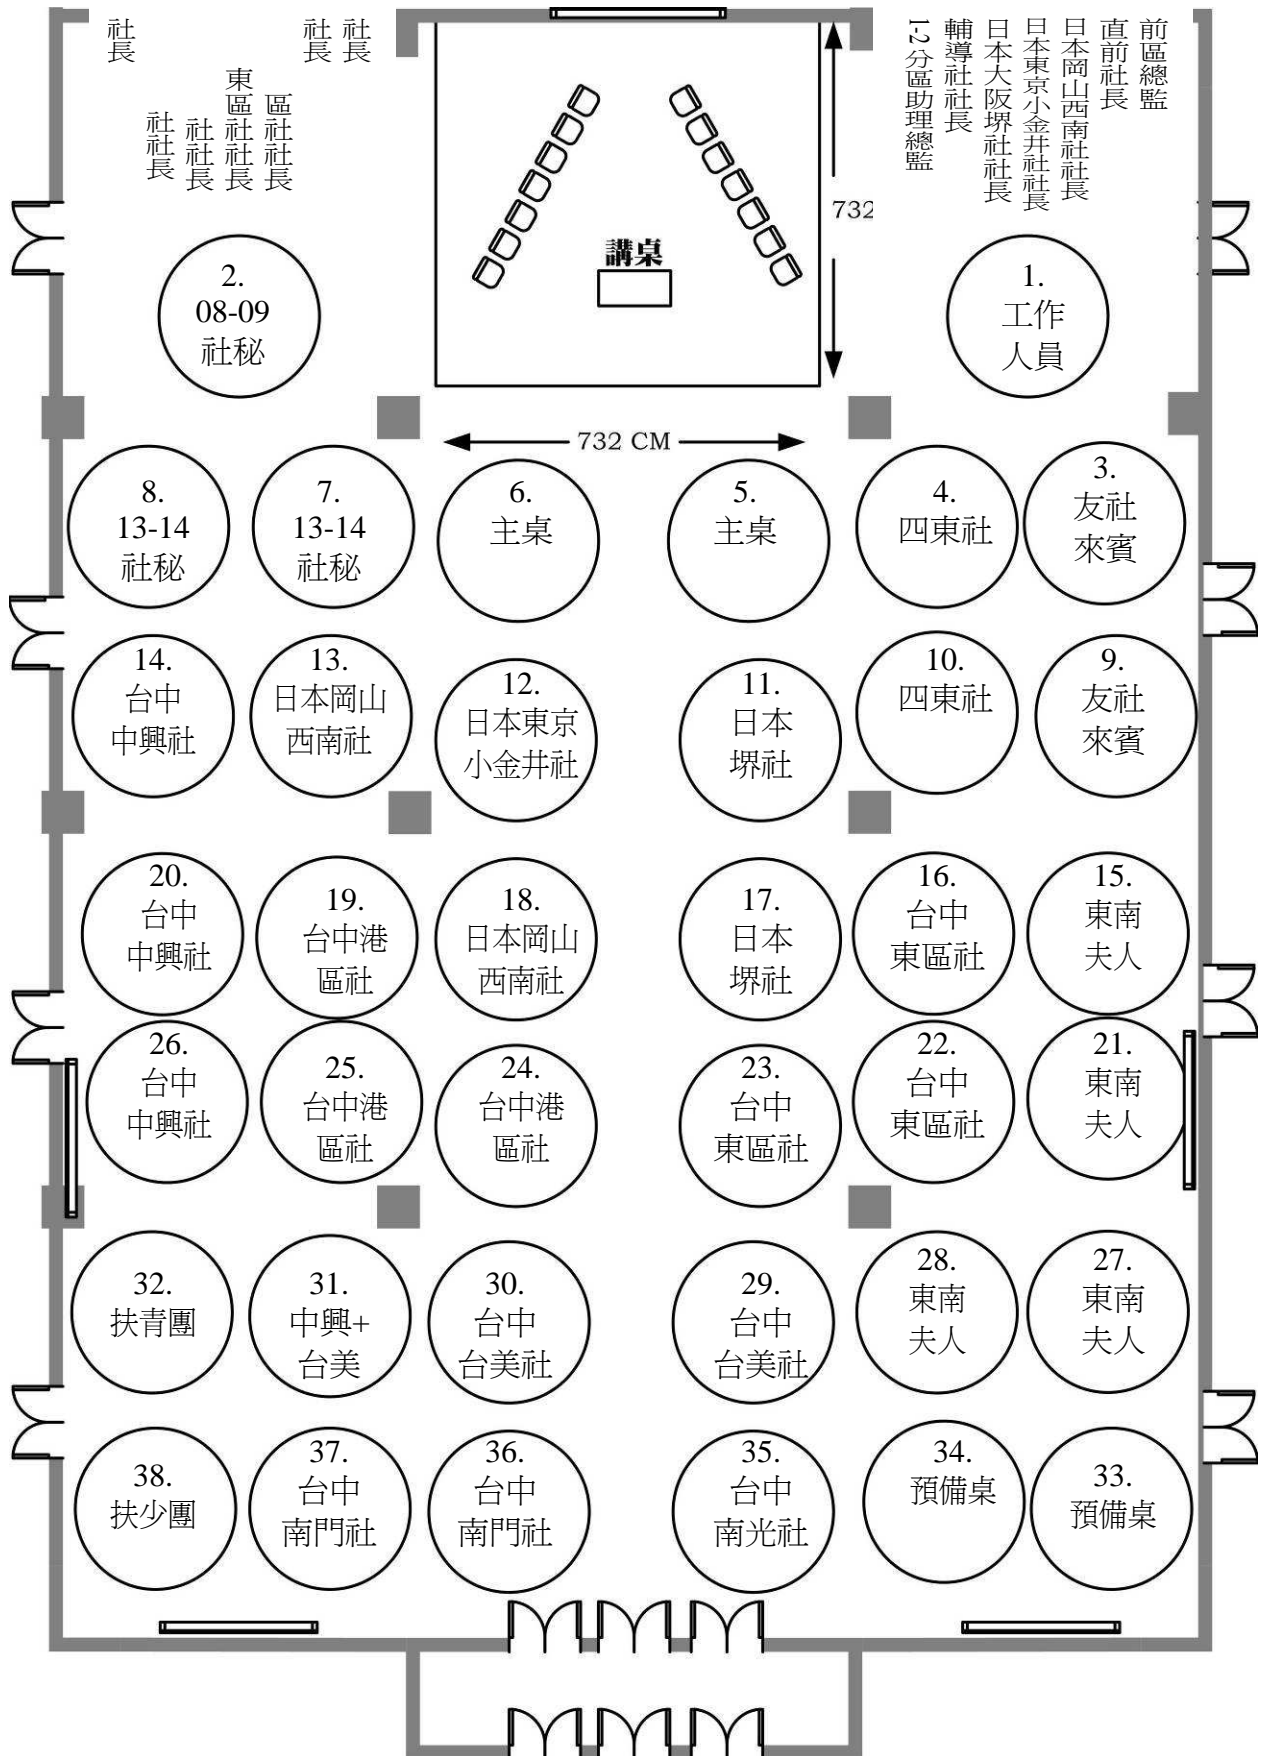 社長
社長
社長
區社社長
東區社社長
社社長
社社長
前區總監
直前社長
日本岡山西南社社長
日本東京小金井社社長
日本大阪堺社社長
輔導社社長
1-2分區助理總監
732
講桌
2.
08-09
社秘
1.
工作
人員
732 CM
8.
13-14
社秘
7.
13-14
社秘
6.
主桌
5.
主桌
4.
四東社
3.
友社
來賓
14.
台中
中興社
13.
日本岡山
西南社
12.
日本東京
小金井社
11.
日本
堺社
10.
四東社
9.
友社
來賓
20.
台中
中興社
19.
台中港
區社
18.
日本岡山
西南社
17.
日本
堺社
16.
台中
東區社
15.
東南
夫人
26.
台中
中興社
25.
台中港
區社
24.
台中港
區社
23.
台中
東區社
22.
台中
東區社
21.
東南
夫人
32.
扶青團
31.
中興+
台美
30.
台中
台美社
29.
台中
台美社
28.
東南
夫人
27.
東南
夫人
38.
扶少團
37.
台中
南門社
36.
台中
南門社
35.
台中
南光社
34.
預備桌
33.
預備桌